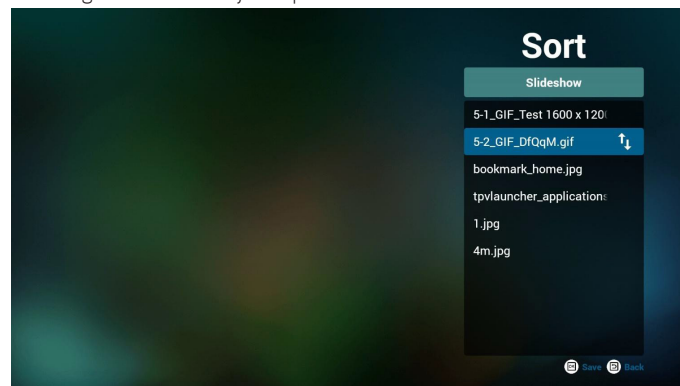 Sort
Slideshow
5-1_GIF_Test 1600 x 120
5-2_GIF_DfQqM.gif
bookmark_home.jpg
tpvlauncher_applications
1.jpg
4m.jpg
Save Back